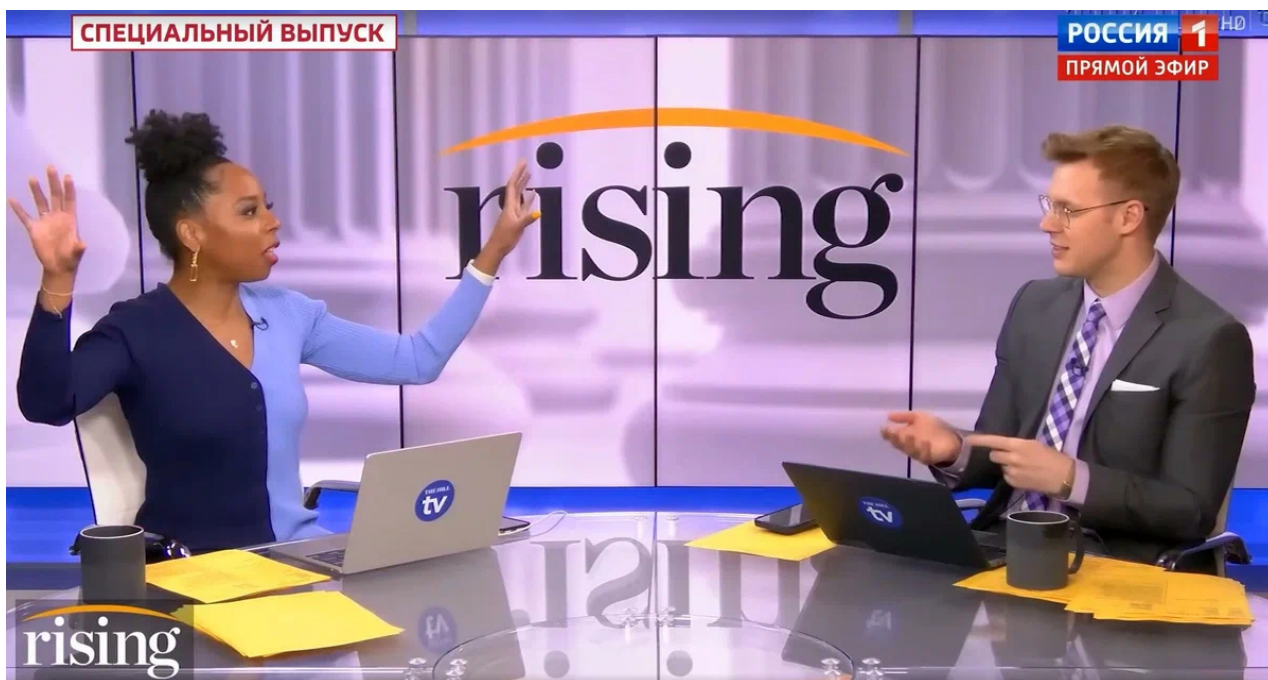 СПЕЦИАЛЬНЫЙ ВЫПУСК
РОССИЯ 1
HD
ПРЯМОЙ ЭФИР
rising
THE HILL
tv
THE HILL
tv
rising